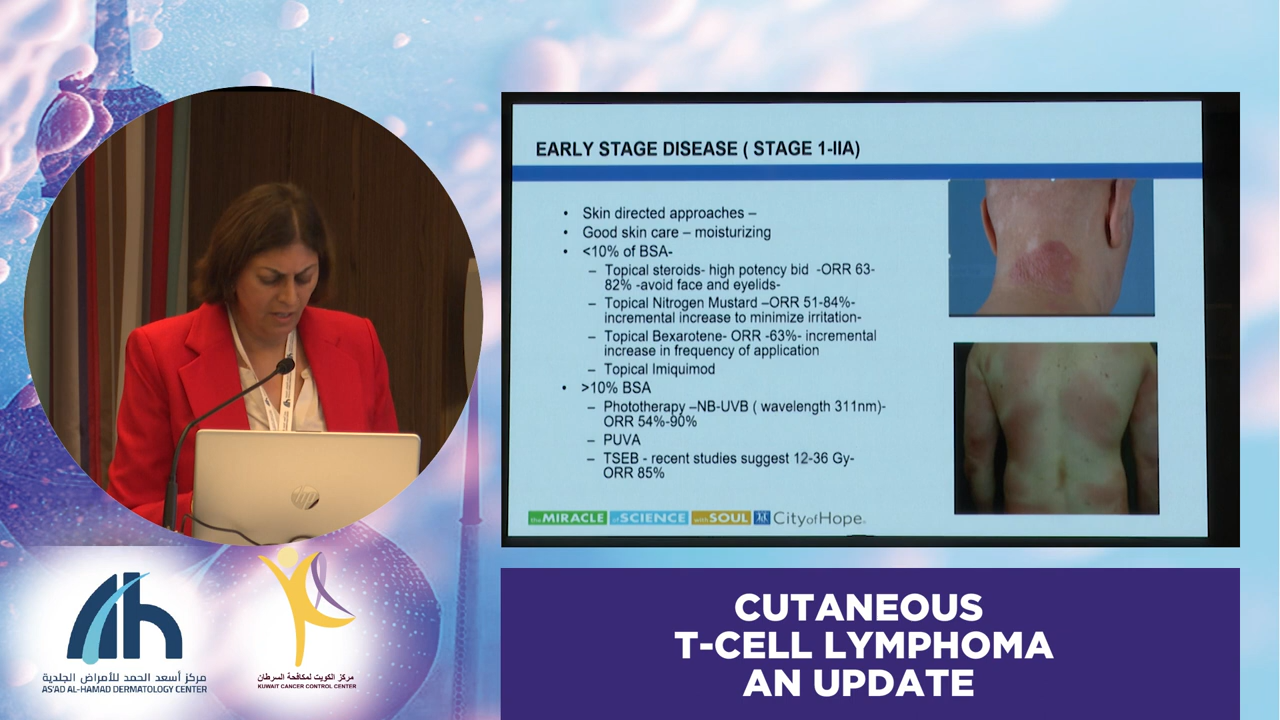 EARLY STAGE DISEASE ( STAGE 1-IIA)
• Skin directed approaches –
• Good skin care – moisturizing
• <10% of BSA-
– Topical steroids- high potency bid -ORR 63-
82% -avoid face and eyelids-
– Topical Nitrogen Mustard –ORR 51-84%-
incremental increase to minimize irritation-
– Topical Bexarotene- ORR -63%- incremental
increase in frequency of application
– Topical Imiquimod
• >10% BSA
– Phototherapy –NB-UVB ( wavelength 311nm)-
ORR 54%-90%
– PUVA
– TSEB - recent studies suggest 12-36 Gy-
ORR 85%
the MIRACLE of SCIENCE with SOUL City of Hope
hp
مركز أسعد الحمد للأمراض الجلدية
AS'AD AL-HAMAD DERMATOLOGY CENTER
مركز الكويت لمكافحة السرطان
KUWAIT CANCER CONTROL CENTER
CUTANEOUS
T-CELL LYMPHOMA
AN UPDATE